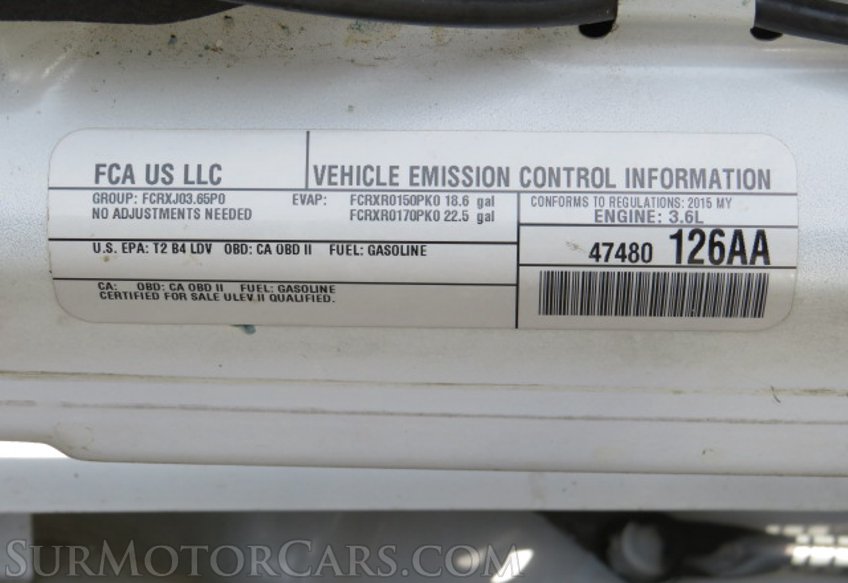 FCA US LLC
VEHICLE EMISSION CONTROL INFORMATION
GROUP: FCRXJ03.65P0
NO ADJUSTMENTS NEEDED
EVAP: FCRXR0150PK0 18.6 gal
FCRXR0170PK0 22.5 gal
CONFORMS TO REGULATIONS: 2015 MY
ENGINE: 3.6L
U.S. EPA: T2 B4 LDV OBD: CA OBD II FUEL: GASOLINE
47480 126AA
CA: OBD: CA OBD II FUEL: GASOLINE
CERTIFIED FOR SALE ULEV II QUALIFIED.
SURMOTORCARS.COM